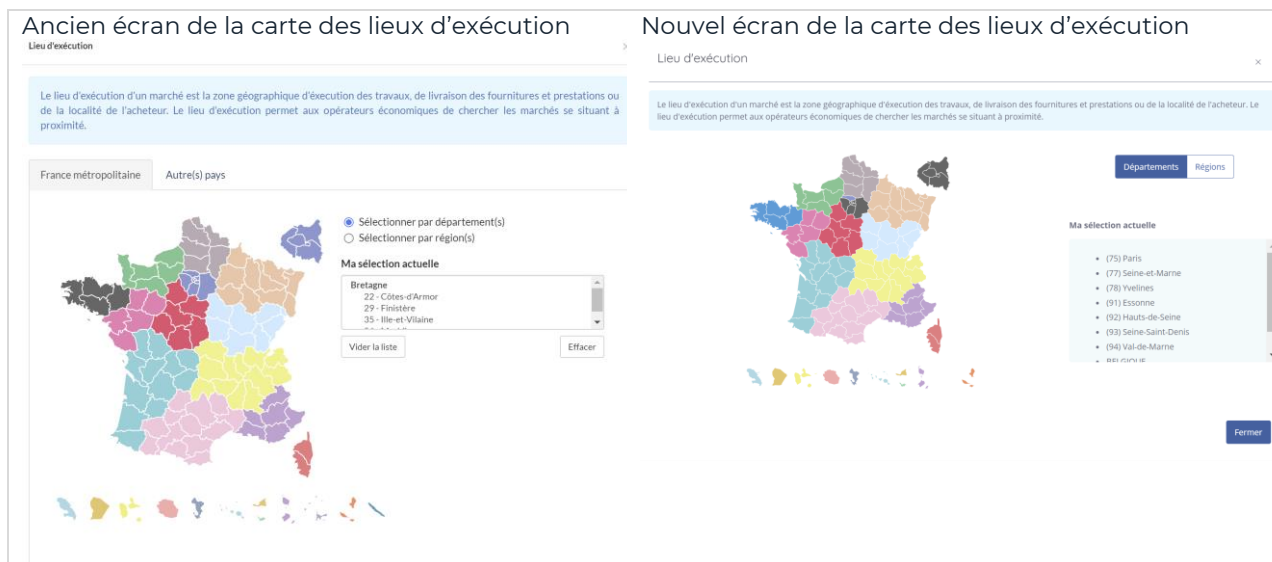 Ancien écran de la carte des lieux d’exécution
Lieu d'exécution
Le lieu d'exécution d'un marché est la zone géographique d'éxecution des travaux, de livraison des fournitures et prestations ou
de la localité de l'acheteur. Le lieu d'exécution permet aux opérateurs économiques de chercher les marchés se situant à
proximité.
France métropolitaine
Autre(s) pays
Sélectionner par département(s)
Sélectionner par région(s)
Ma sélection actuelle
Bretagne
22 - Côtes-d'Armor
29 - Finistère
35 - Ille-et-Vilaine
Vider la liste
Effacer
Nouvel écran de la carte des lieux d’exécution
Lieu d'exécution
Le lieu d'exécution d'un marché est la zone géographique d'éxecution des travaux, de livraison des fournitures et prestations ou de la localité de l'acheteur. Le
lieu d'exécution permet aux opérateurs économiques de chercher les marchés se situant à proximité.
Départements
Régions
Ma sélection actuelle
• (75) Paris
• (77) Seine-et-Marne
• (78) Yvelines
• (91) Essonne
• (92) Hauts-de-Seine
• (93) Seine-Saint-Denis
• (94) Val-de-Marne
• BELGIQUE
Fermer